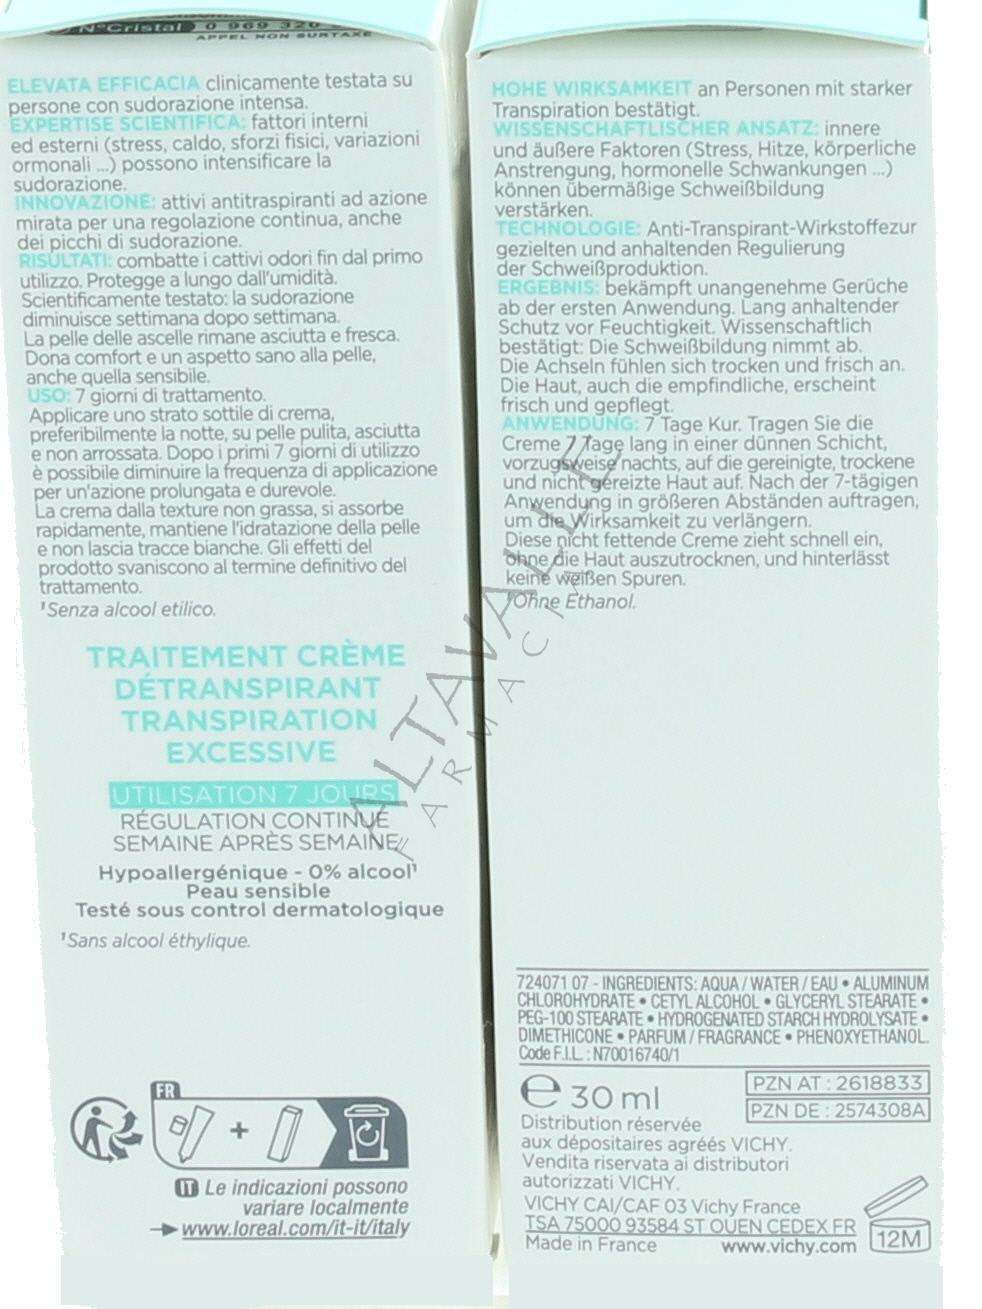 N°Cristal 0 969 320
APPEL NON SURTAXÉ
ELEVATA EFFICACIA clinicamente testata su
persone con sudorazione intensa.
EXPERTISE SCIENTIFICA: fattori interni
ed esterni (stress, caldo, sforzi fisici, variazioni
ormonali ...) possono intensificare la
sudorazione.
INNOVAZIONE: attivi antitraspiranti ad azione
mirata per una regolazione continua, anche
dei picchi di sudorazione.
RISULTATI: combatte i cattivi odori fin dal primo
utilizzo. Protegge a lungo dall'umidità.
Scientificamente testato: la sudorazione
diminuisce settimana dopo settimana.
La pelle delle ascelle rimane asciutta e fresca.
Dona comfort e un aspetto sano alla pelle,
anche quella sensibile.
USO: 7 giorni di trattamento.
Applicare uno strato sottile di crema,
preferibilmente la notte, su pelle pulita, asciutta
e non arrossata. Dopo i primi 7 giorni di utilizzo
è possibile diminuire la frequenza di applicazione
per un'azione prolungata e durevole.
La crema dalla texture non grassa, si assorbe
rapidamente, mantiene l'idratazione della pelle
e non lascia tracce bianche. Gli effetti del
prodotto svaniscono al termine definitivo del
trattamento.
¹Senza alcool etilico.
TRAITEMENT CRÈME
DÉTRANSPIRANT
TRANSPIRATION
EXCESSIVE
UTILISATION 7 JOURS
RÉGULATION CONTINUE
SEMAINE APRÈS SEMAINE
Hypoallergénique - 0% alcool¹
Peau sensible
Testé sous control dermatologique
¹Sans alcool éthylique.
FR
+
IT Le indicazioni possono
variare localmente
www.loreal.com/it-it/italy
HOHE WIRKSAMKEIT an Personen mit starker
Transpiration bestätigt.
WISSENSCHAFTLISCHER ANSATZ: innere
und äußere Faktoren (Stress, Hitze, körperliche
Anstrengung, hormonelle Schwankungen ...)
können übermäßige Schweißbildung
verstärken.
TECHNOLOGIE: Anti-Transpirant-Wirkstoffezur
gezielten und anhaltenden Regulierung
der Schweißproduktion.
ERGEBNIS: bekämpft unangenehme Gerüche
ab der ersten Anwendung. Lang anhaltender
Schutz vor Feuchtigkeit. Wissenschaftlich
bestätigt: Die Schweißbildung nimmt ab.
Die Achseln fühlen sich trocken und frisch an.
Die Haut, auch die empfindliche, erscheint
frisch und gepflegt.
ANWENDUNG: 7 Tage Kur. Tragen Sie die
Creme 7 Tage lang in einer dünnen Schicht,
vorzugsweise nachts, auf die gereinigte, trockene
und nicht gereizte Haut auf. Nach der 7-tägigen
Anwendung in größeren Abständen auftragen,
um die Wirksamkeit zu verlängern.
Diese nicht fettende Creme zieht schnell ein,
ohne die Haut auszutrocknen, und hinterlässt
keine weißen Spuren.
¹Ohne Ethanol.
ALTAVALLE
FARMACIA
724071 07 - INGREDIENTS: AQUA / WATER / EAU • ALUMINUM
CHLOROHYDRATE • CETYL ALCOHOL • GLYCERYL STEARATE •
PEG-100 STEARATE • HYDROGENATED STARCH HYDROLYSATE •
DIMETHICONE • PARFUM / FRAGRANCE • PHENOXYETHANOL.
Code F.I.L. : N70016740/1
℮ 30 ml
PZN AT : 2618833
PZN DE : 2574308A
Distribution réservée
aux dépositaires agréés VICHY.
Vendita riservata ai distributori
autorizzati VICHY.
VICHY CAI/CAF 03 Vichy France
TSA 75000 93584 ST OUEN CEDEX FR
Made in France www.vichy.com
12M